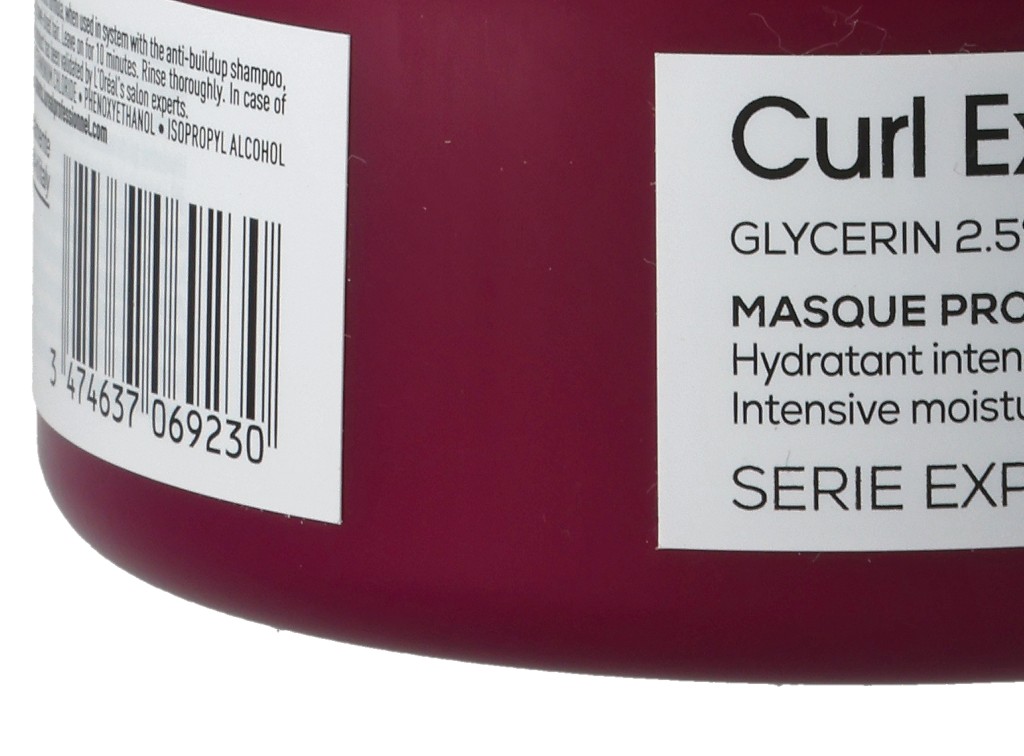 when used in system with the anti-buildup shampoo,
Leave on for 10 minutes. Rinse thoroughly. In case of
been validated by L'Oréal's salon experts.
CHLORIDE • PHENOXYETHANOL • ISOPROPYL ALCOHOL
3 474637 069230
Curl Ex
GLYCERIN 2.5%
MASQUE PRO
Hydratant inten
Intensive moistu
SERIE EXP